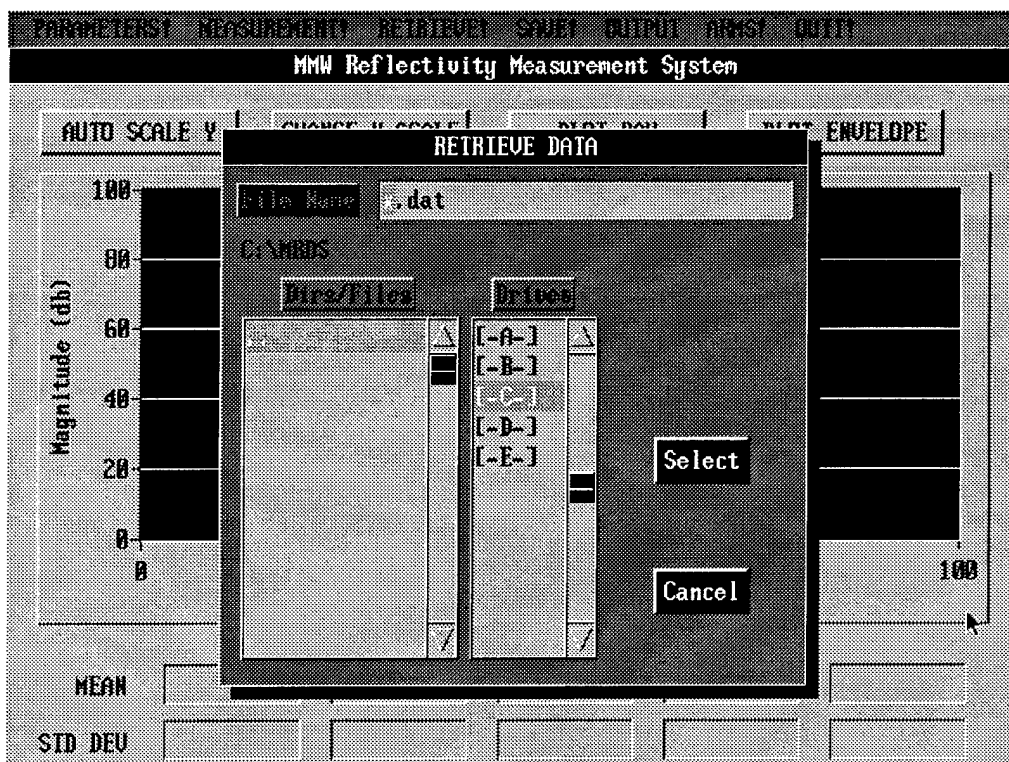 PARAMETERS! MEASUREMENT! RETRIEVE! SAVE! OUTPUT ARMS! QUIT!
MMW Reflectivity Measurement System
AUTO SCALE Y CHANGE Y SCALE PLOT ENVELOPE
RETRIEVE DATA
File Name *.dat
C:\MRDS
Dirs/Files Drives
[-A-]
[-B-]
[-C-]
[-D-]
[-E-]
Select
Cancel
Magnitude (db)
100
80
60
40
20
0
0 100
MEAN
STD DEV